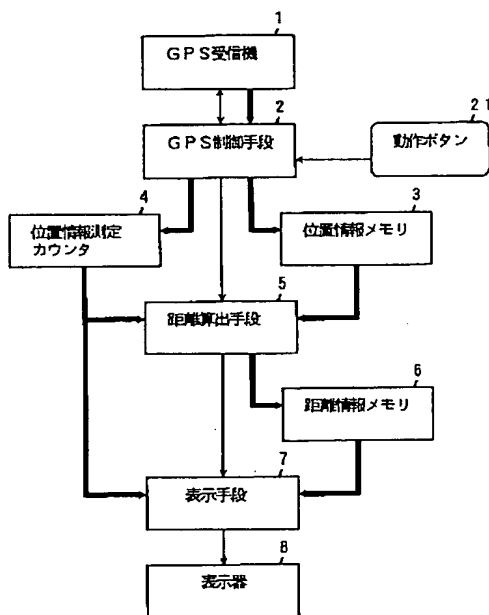 1
GPS受信機
2
GPS制御手段
21
動作ボタン
4
位置情報測定
カウンタ
3
位置情報メモリ
5
距離算出手段
6
距離情報メモリ
7
表示手段
8
表示器